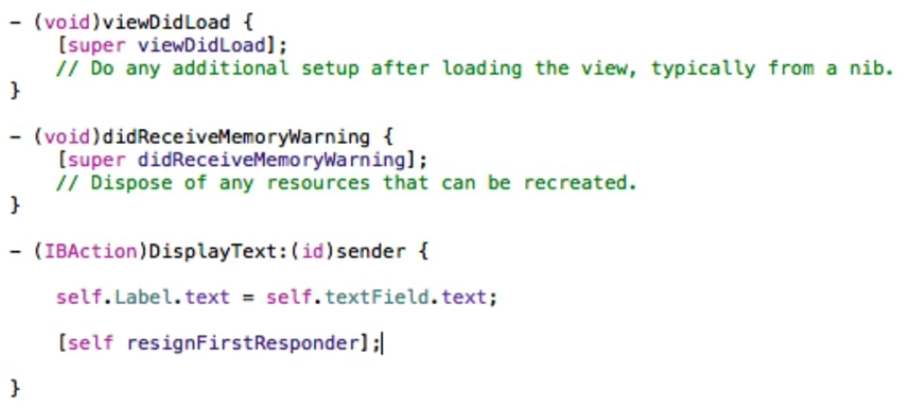 - (void)viewDidLoad {
[super viewDidLoad];
// Do any additional setup after loading the view, typically from a nib.
}
- (void)didReceiveMemoryWarning {
[super didReceiveMemoryWarning];
// Dispose of any resources that can be recreated.
}
- (IBAction)DisplayText:(id)sender {
self.Label.text = self.textField.text;
[self resignFirstResponder];
}